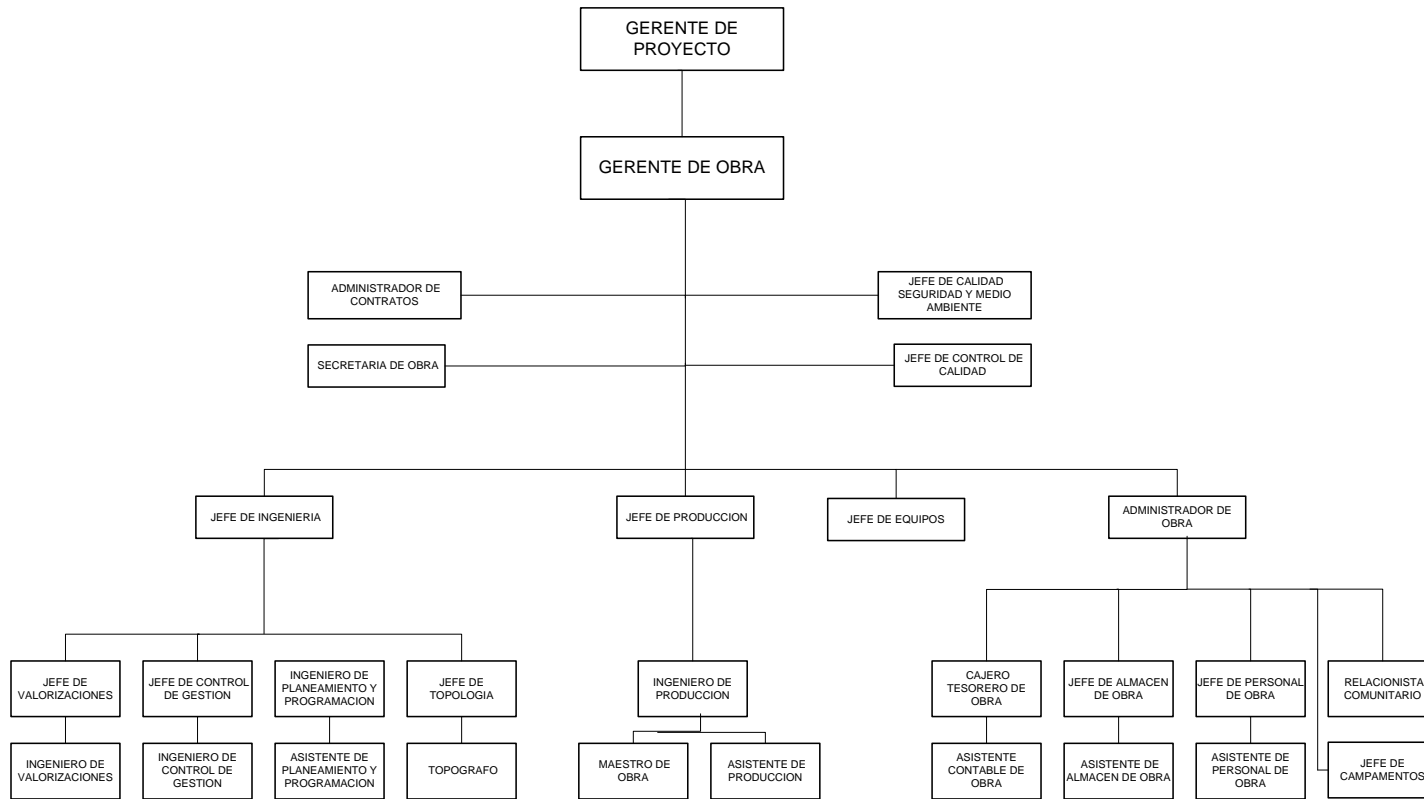 GERENTE DE
PROYECTO
GERENTE DE OBRA
ADMINISTRADOR DE
CONTRATOS
JEFE DE CALIDAD
SEGURIDAD Y MEDIO
AMBIENTE
SECRETARIA DE OBRA
JEFE DE CONTROL DE
CALIDAD
JEFE DE INGENIERIA
JEFE DE PRODUCCION
JEFE DE EQUIPOS
ADMINISTRADOR DE
OBRA
JEFE DE
VALORIZACIONES
JEFE DE CONTROL
DE GESTION
INGENIERO DE
PLANEAMIENTO Y
PROGRAMACION
JEFE DE
TOPOLOGIA
INGENIERO DE
PRODUCCION
CAJERO
TESORERO DE
OBRA
JEFE DE ALMACEN
DE OBRA
JEFE DE PERSONAL
DE OBRA
RELACIONISTA
COMUNITARIO
INGENIERO DE
VALORIZACIONES
INGENIERO DE
CONTROL DE
GESTION
ASISTENTE DE
PLANEAMIENTO Y
PROGRAMACION
TOPOGRAFO
MAESTRO DE
OBRA
ASISTENTE DE
PRODUCCION
ASISTENTE
CONTABLE DE
OBRA
ASISTENTE DE
ALMACEN DE OBRA
ASISTENTE DE
PERSONAL DE
OBRA
JEFE DE
CAMPAMENTOS